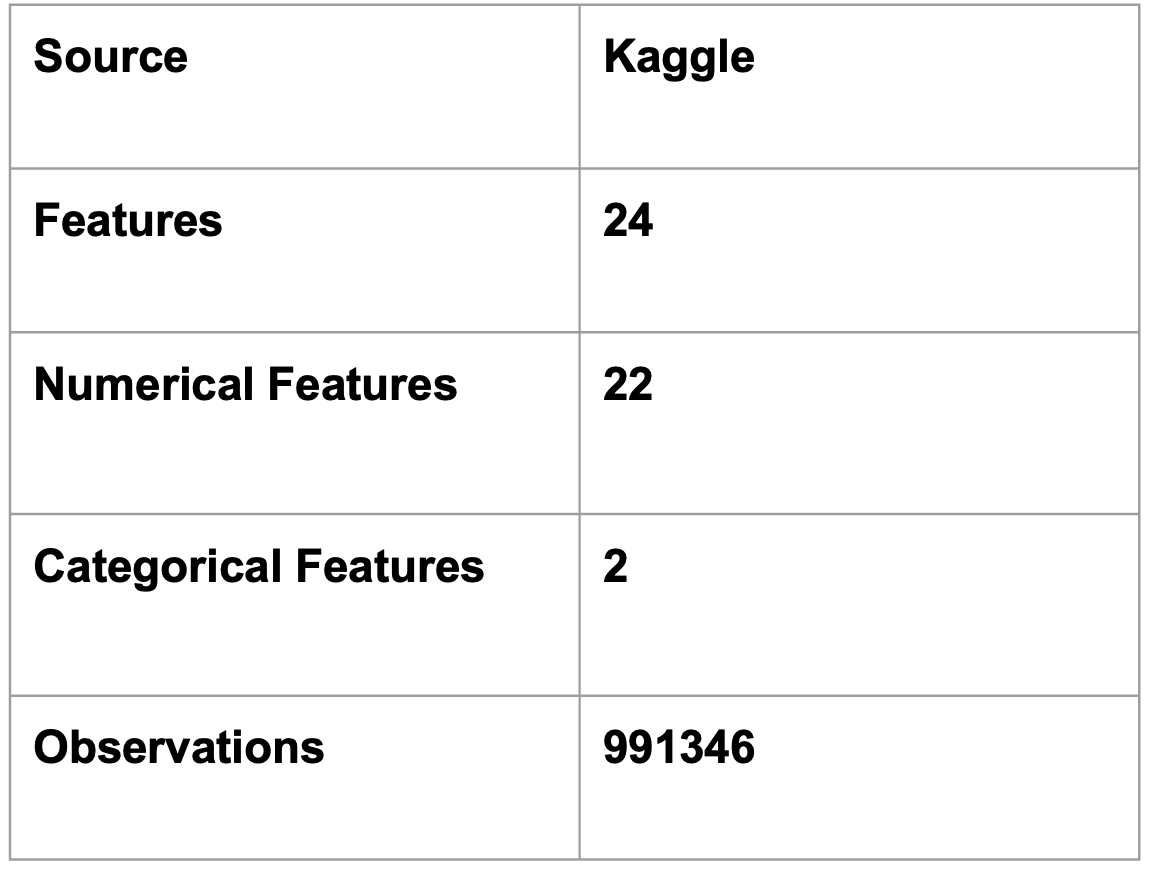 Source Kaggle
Features 24
Numerical Features 22
Categorical Features 2
Observations 991346